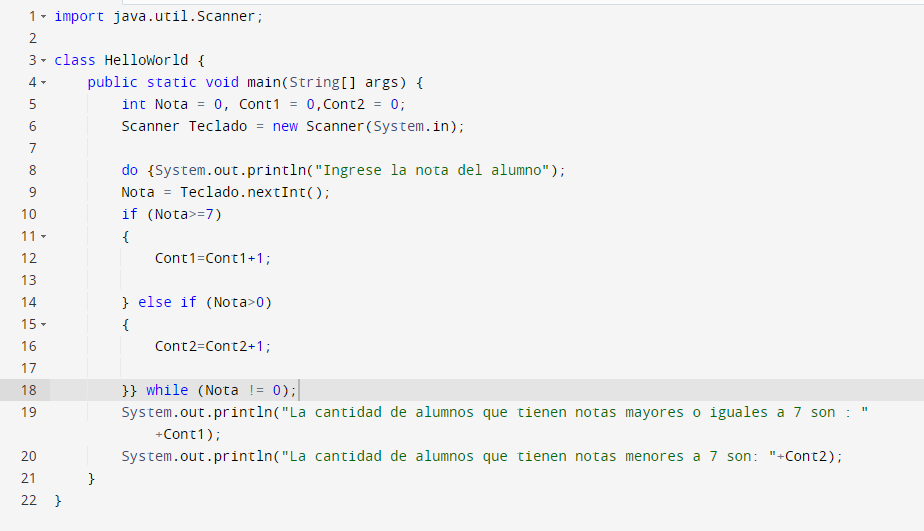 1 import java.util.Scanner;
2
3 class HelloWorld {
4 public static void main(String[] args) {
5 int Nota = 0, Cont1 = 0,Cont2 = 0;
6 Scanner Teclado = new Scanner(System.in);
7
8 do {System.out.println("Ingrese la nota del alumno");
9 Nota = Teclado.nextInt();
10 if (Nota>=7)
11 {
12 Cont1=Cont1+1;
13
14 } else if (Nota>0)
15 {
16 Cont2=Cont2+1;
17
18 }} while (Nota != 0);
19 System.out.println("La cantidad de alumnos que tienen notas mayores o iguales a 7 son : "
+Cont1);
20 System.out.println("La cantidad de alumnos que tienen notas menores a 7 son: "+Cont2);
21 }
22 }